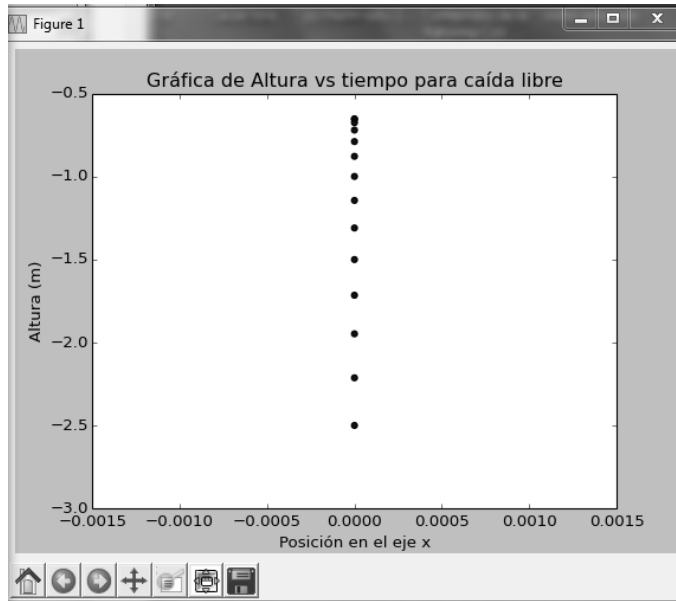 Figure 1
Gráfica de Altura vs tiempo para caída libre
−0.5
−1.0
−1.5
−2.0
−2.5
−3.0
Altura (m)
−0.0015 −0.0010 −0.0005 0.0000 0.0005 0.0010 0.0015
Posición en el eje x